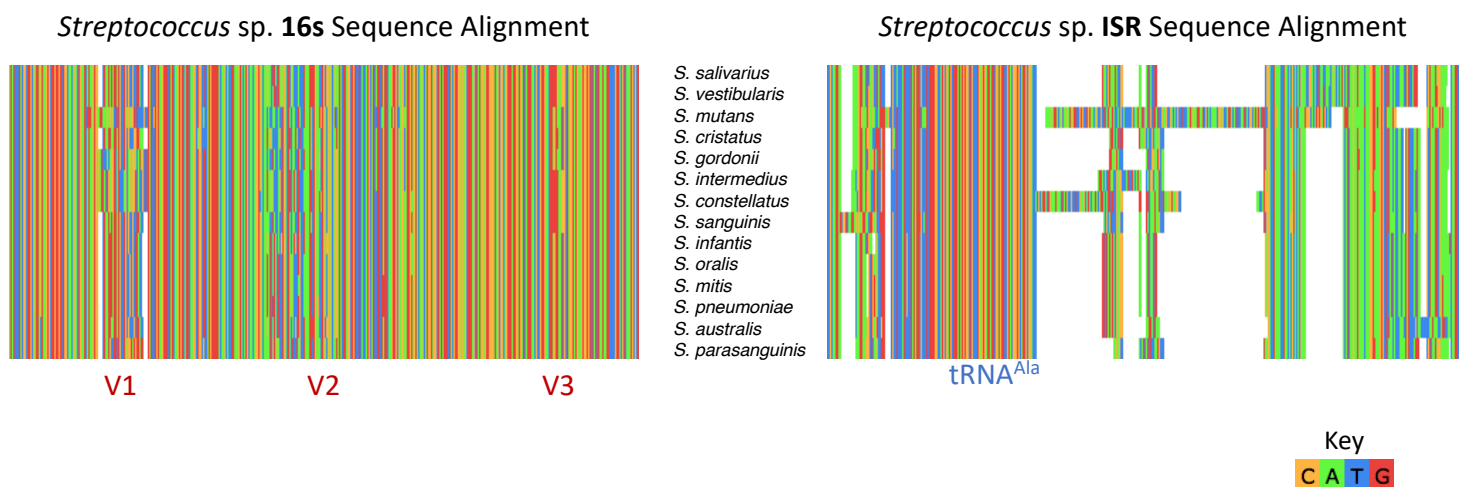 Streptococcus sp. 16s Sequence Alignment
Streptococcus sp. ISR Sequence Alignment
S. salivarius
S. vestibularis
S. mutans
S. cristatus
S. gordonii
S. intermedius
S. constellatus
S. sanguinis
S. infantis
S. oralis
S. mitis
S. pneumoniae
S. australis
S. parasanguinis
V1 V2 V3
tRNAAla
Key
C A T G